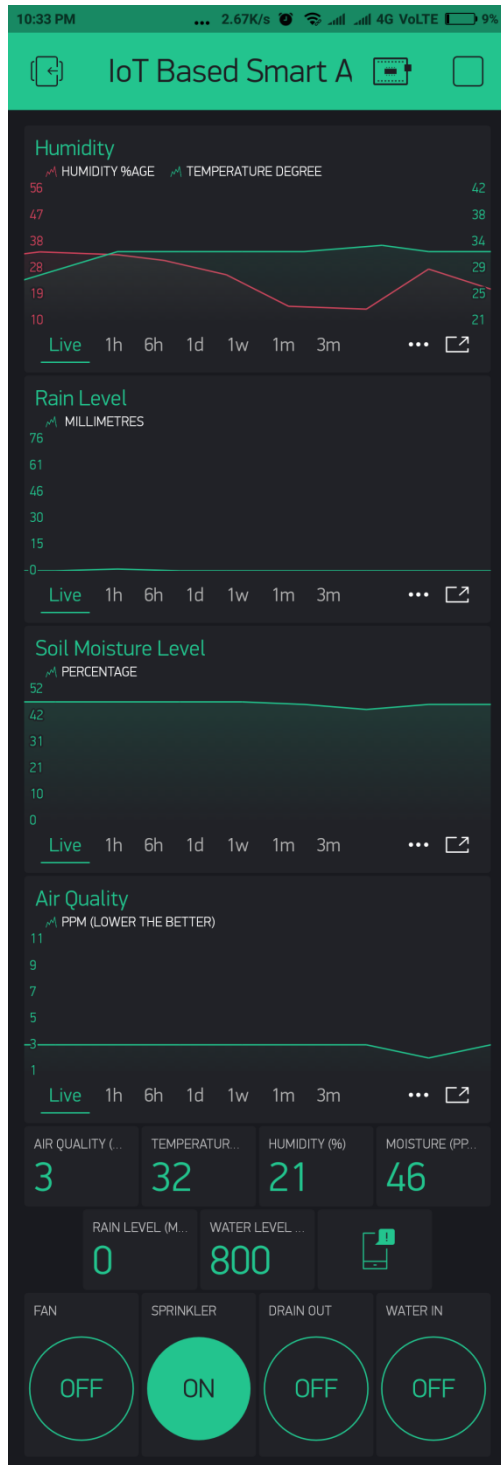 10:33 PM ... 2.67K/s 4G VoLTE 9%
IoT Based Smart A
Humidity
HUMIDITY %AGE TEMPERATURE DEGREE
56 42
47 38
38 34
28 29
19 25
10 21
Live 1h 6h 1d 1w 1m 3m
Rain Level
MILLIMETRES
76
61
46
30
15
0
Live 1h 6h 1d 1w 1m 3m
Soil Moisture Level
PERCENTAGE
52
42
31
21
10
0
Live 1h 6h 1d 1w 1m 3m
Air Quality
PPM (LOWER THE BETTER)
11
9
7
5
3
1
Live 1h 6h 1d 1w 1m 3m
AIR QUALITY (... TEMPERATUR... HUMIDITY (%) MOISTURE (PP...
3 32 21 46
RAIN LEVEL (M... WATER LEVEL ...
0 800
FAN SPRINKLER DRAIN OUT WATER IN
OFF ON OFF OFF